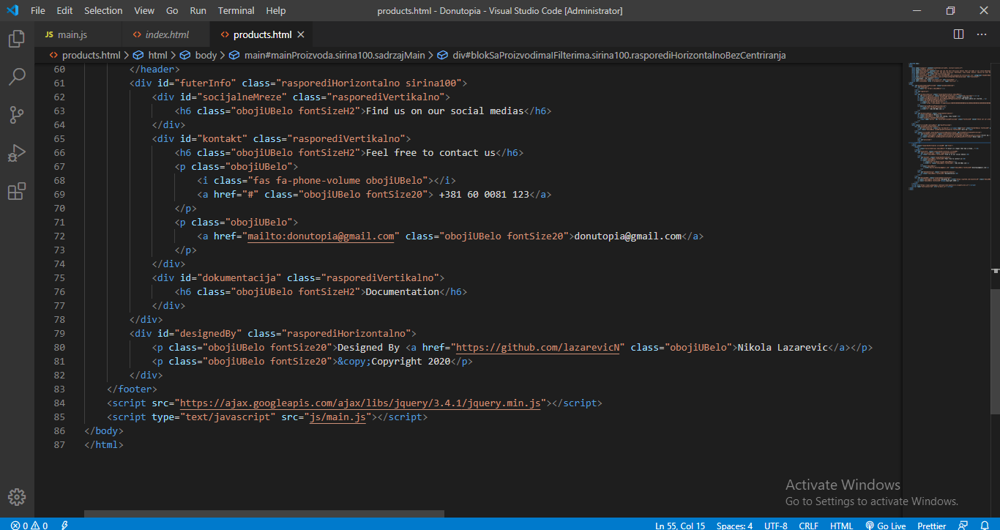 File Edit Selection View Go Run Terminal Help products.html - Donutopia - Visual Studio Code [Administrator]
JS main.js <> index.html <> products.html
<> products.html > html > body > main#mainProizvoda.sirina100.sadrzajMain > div#blokSaProizvodimaIFilterima.sirina100.rasporediHorizontalnoBezCentriranja
60 </header>
61 <div id="futerInfo" class="rasporediHorizontalno sirina100">
62 <div id="socijalneMreze" class="rasporediVertikalno">
63 <h6 class="obojiUBelo fontSizeH2">Find us on our social medias</h6>
64 </div>
65 <div id="kontakt" class="rasporediVertikalno">
66 <h6 class="obojiUBelo fontSizeH2">Feel free to contact us</h6>
67 <p class="obojiUBelo">
68 <i class="fas fa-phone-volume obojiUBelo"></i>
69 <a href="#" class="obojiUBelo fontSize20"> +381 60 0081 123</a>
70 </p>
71 <p class="obojiUBelo">
72 <a href="mailto:donutopia@gmail.com" class="obojiUBelo fontSize20">donutopia@gmail.com</a>
73 </p>
74 </div>
75 <div id="dokumentacija" class="rasporediVertikalno">
76 <h6 class="obojiUBelo fontSizeH2">Documentation</h6>
77 </div>
78 </div>
79 <div id="designedBy" class="rasporediHorizontalno">
80 <p class="obojiUBelo fontSize20">Designed By <a href="https://github.com/lazarevicN" class="obojiUBelo">Nikola Lazarevic</a></p>
81 <p class="obojiUBelo fontSize20">&copy;Copyright 2020</p>
82 </div>
83 </footer>
84 <script src="https://ajax.googleapis.com/ajax/libs/jquery/3.4.1/jquery.min.js"></script>
85 <script type="text/javascript" src="js/main.js"></script>
86 </body>
87 </html>
Activate Windows
Go to Settings to activate Windows.
0 0 Ln 55, Col 15 Spaces: 4 UTF-8 CRLF HTML Go Live Prettier